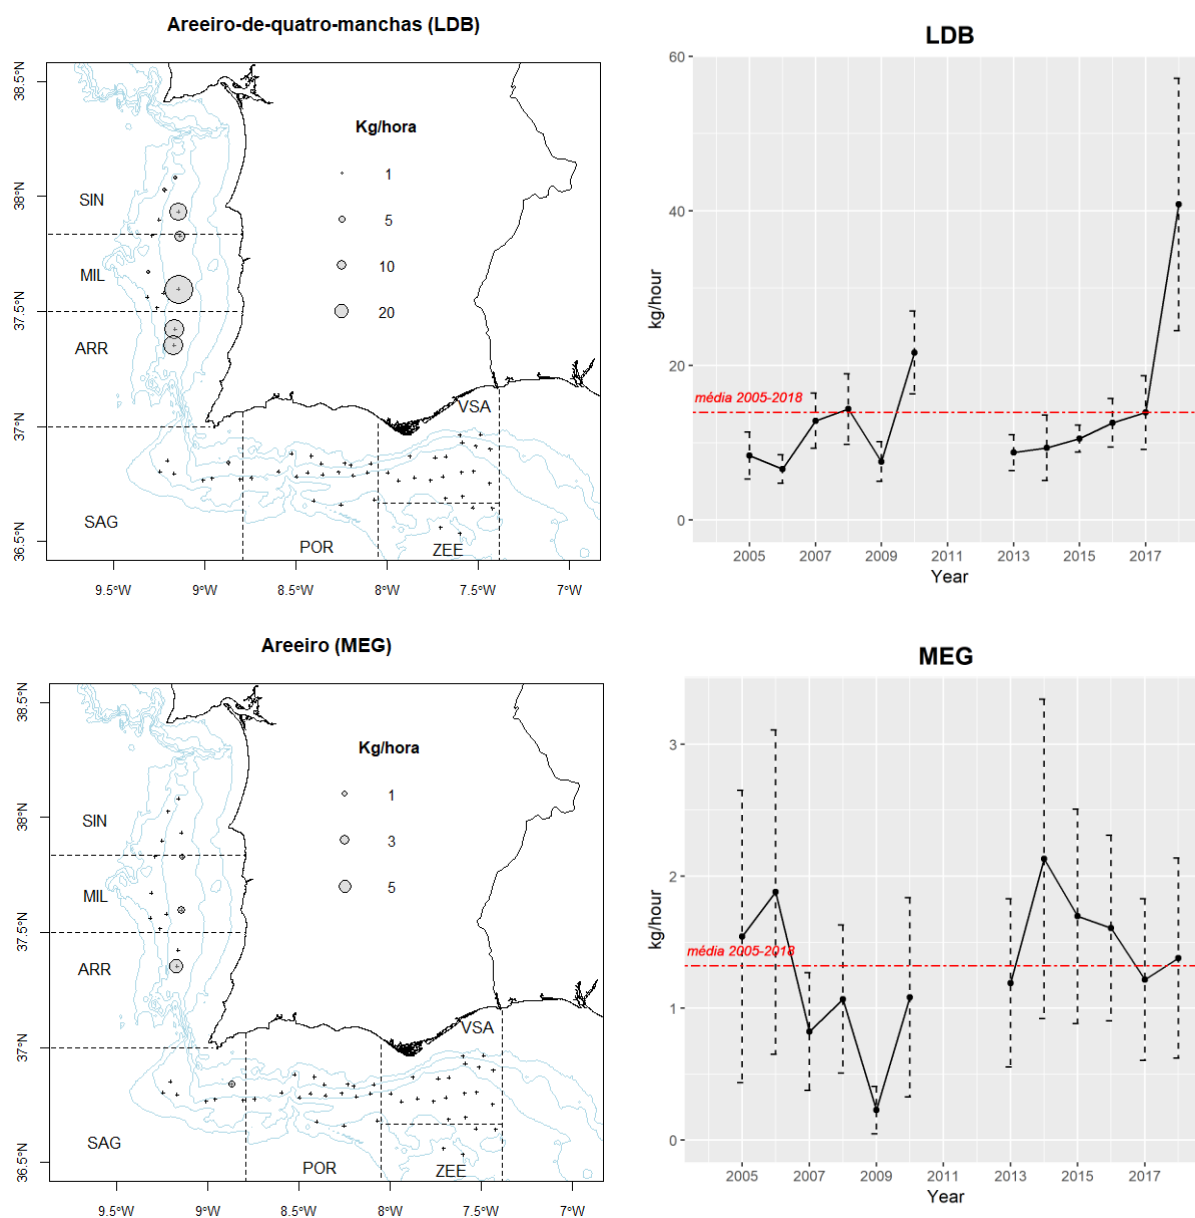 Areeiro-de-quatro-manchas (LDB)
38.5°N
38°N
37.5°N
37°N
36.5°N
SIN
MIL
ARR
SAG
POR
ZEE
VSA
Kg/hora
1
5
10
20
9.5°W
9°W
8.5°W
8°W
7.5°W
7°W
LDB
kg/hour
60
40
20
0
média 2005-2018
2005
2007
2009
2011
2013
2015
2017
Year
Areeiro (MEG)
38.5°N
38°N
37.5°N
37°N
36.5°N
SIN
MIL
ARR
SAG
POR
ZEE
VSA
Kg/hora
1
3
5
9.5°W
9°W
8.5°W
8°W
7.5°W
7°W
MEG
kg/hour
3
2
1
0
média 2005-2018
2005
2007
2009
2011
2013
2015
2017
Year